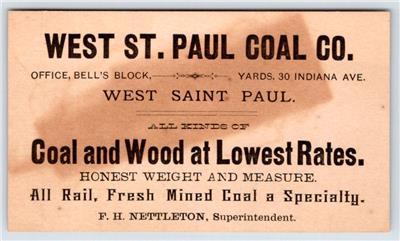 WEST ST. PAUL COAL CO.
OFFICE, BELL'S BLOCK, YARDS, 30 INDIANA AVE.
WEST SAINT PAUL.
ALL KINDS OF
Coal and Wood at Lowest Rates.
HONEST WEIGHT AND MEASURE.
All Rail, Fresh Mined Coal a Specialty.
F. H. NETTLETON, Superintendent.